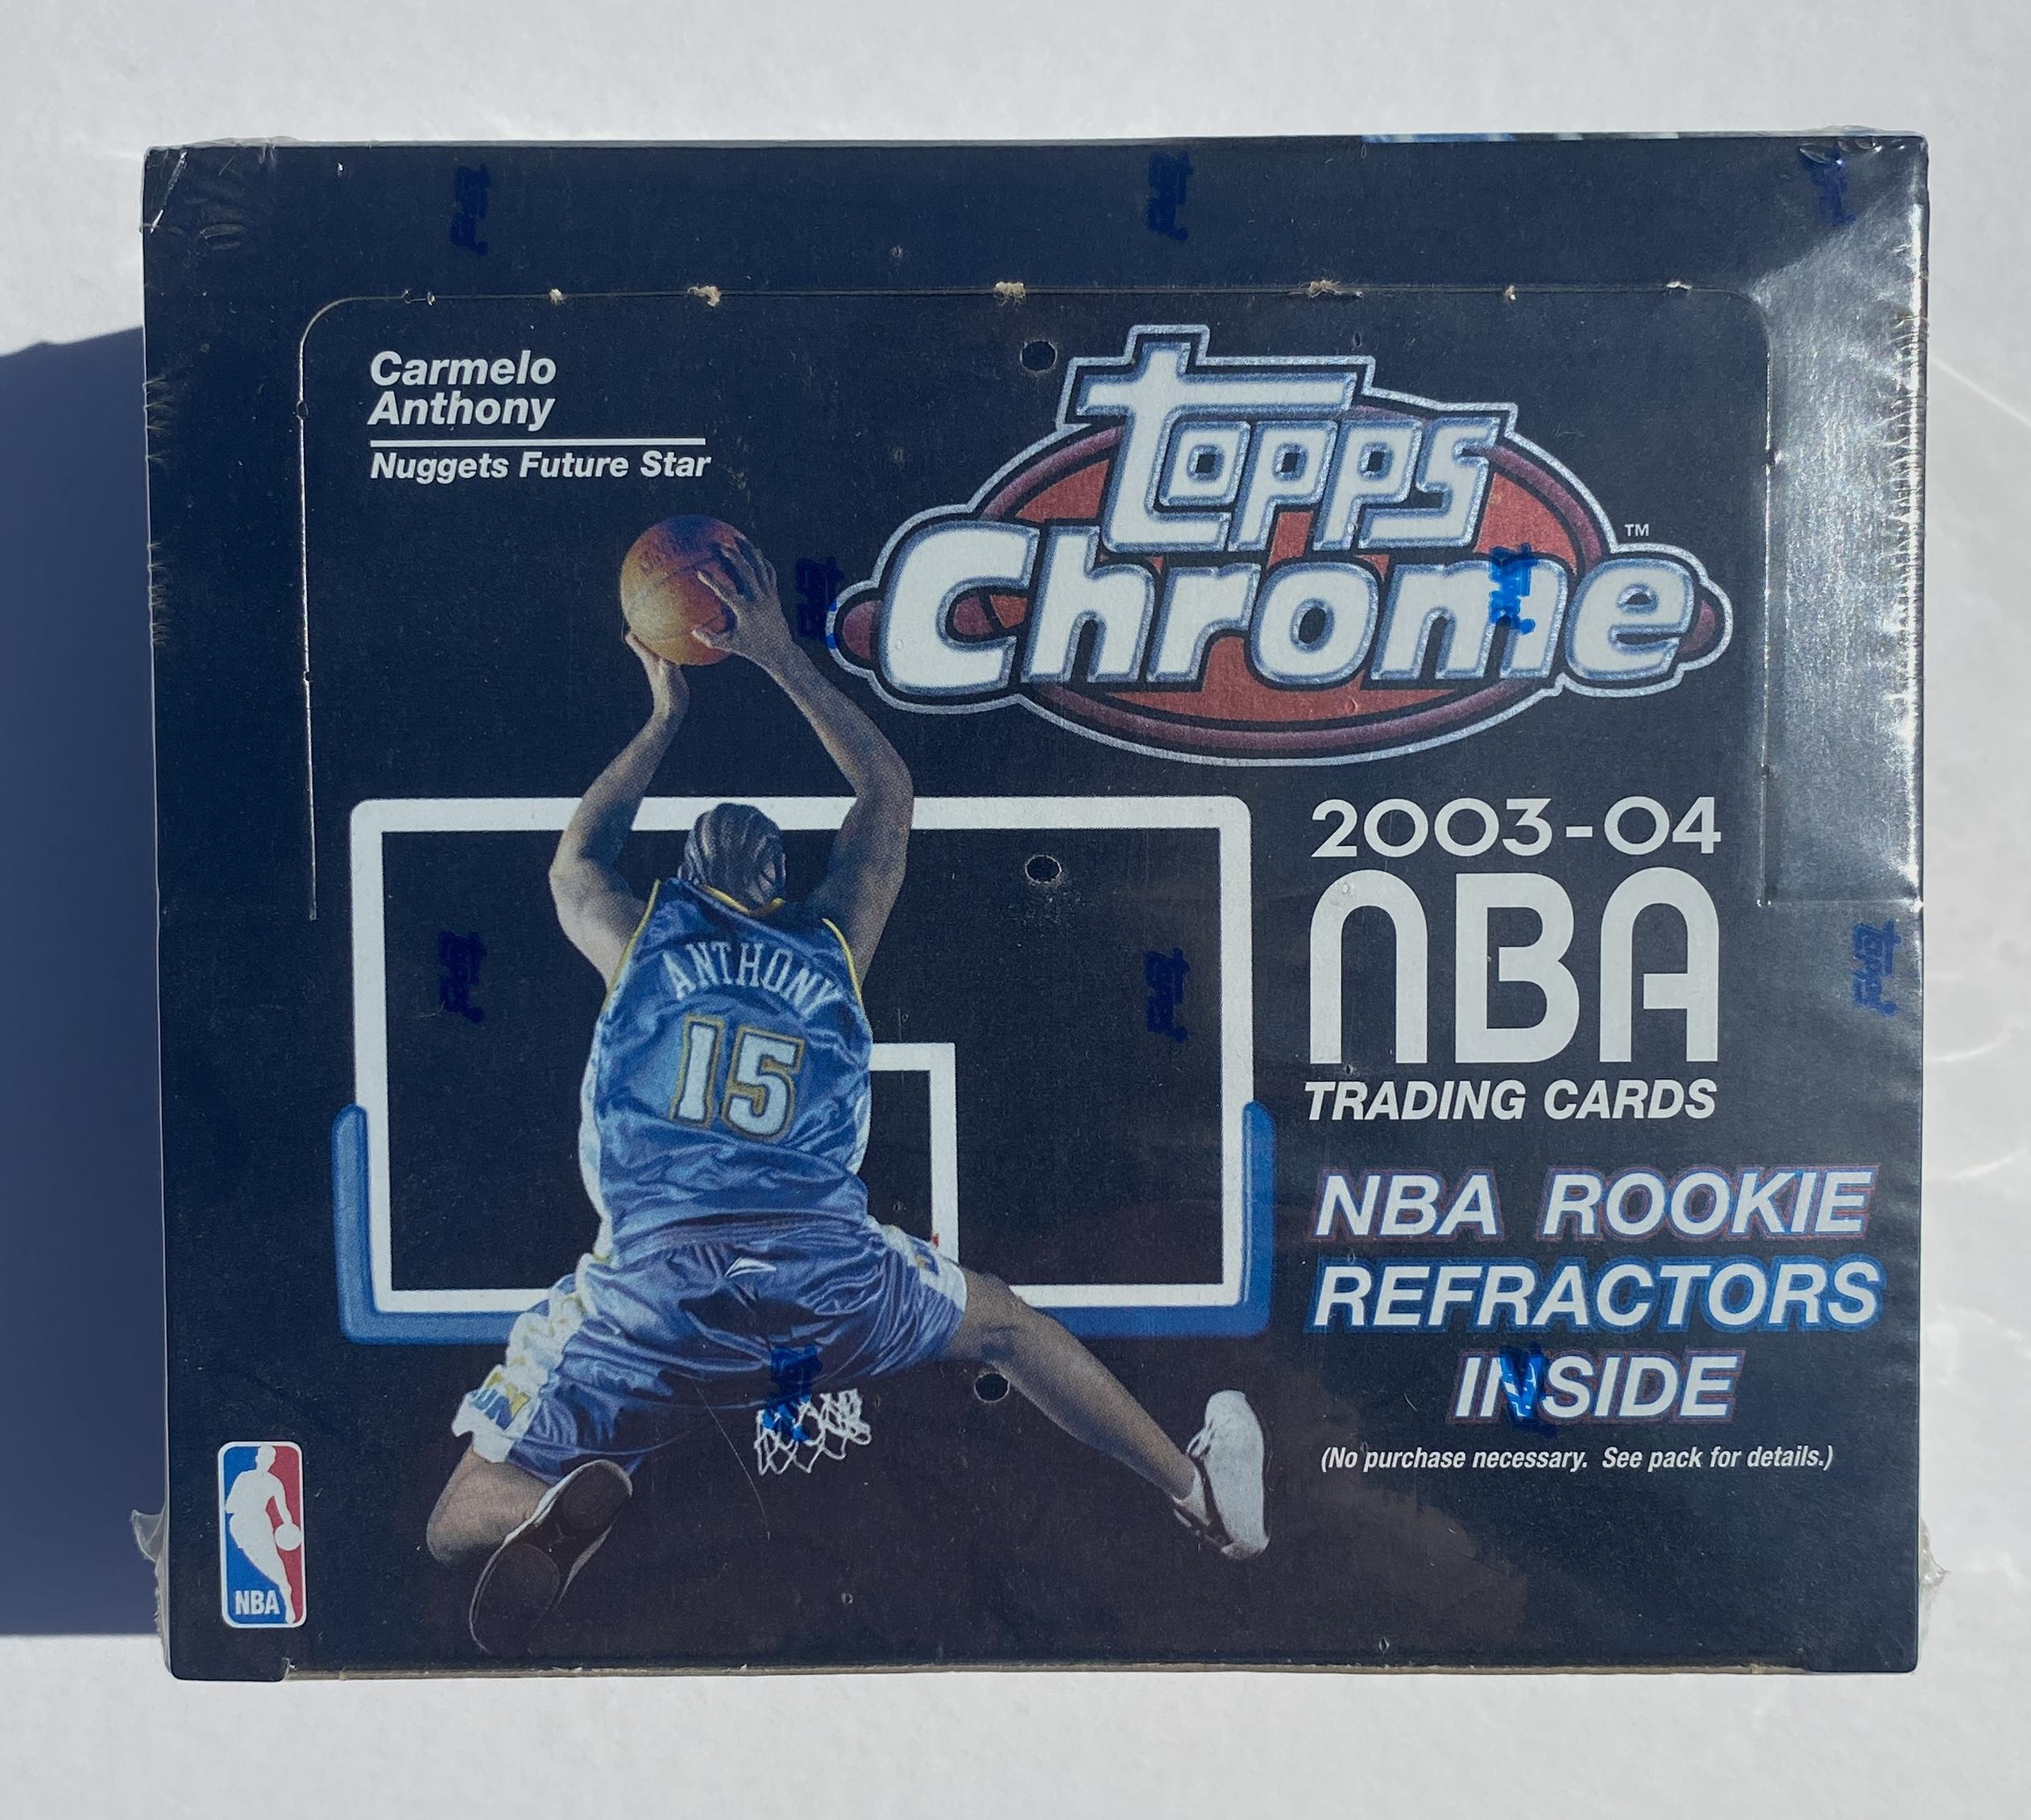 Carmelo
Anthony
Nuggets Future Star
topps
Chrome™
2003-04
NBA
TRADING CARDS
NBA ROOKIE
REFRACTORS
INSIDE
(No purchase necessary. See pack for details.)
ANTHONY
15
NBA